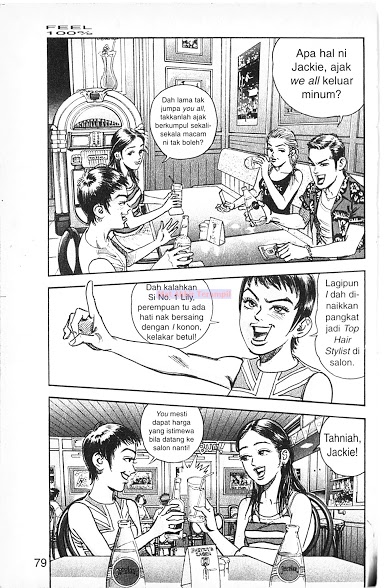 FEEL
100%
Apa hal ni
Jackie, ajak
we all keluar
minum?
Dah lama tak
jumpa you all,
takkanlah ajak
berkumpul sekali-
sekala macam
ni tak boleh?
Dah kalahkan
Si No. 1 Lily,
perempuan tu ada
hati nak bersaing
dengan I konon,
kelakar betul!
Lagipun
I dah di-
naikkan
pangkat
jadi Top
Hair
Stylist di
salon.
You mesti
dapat harga
yang istimewa
bila datang ke
salon nanti!
Tahniah,
Jackie!
79